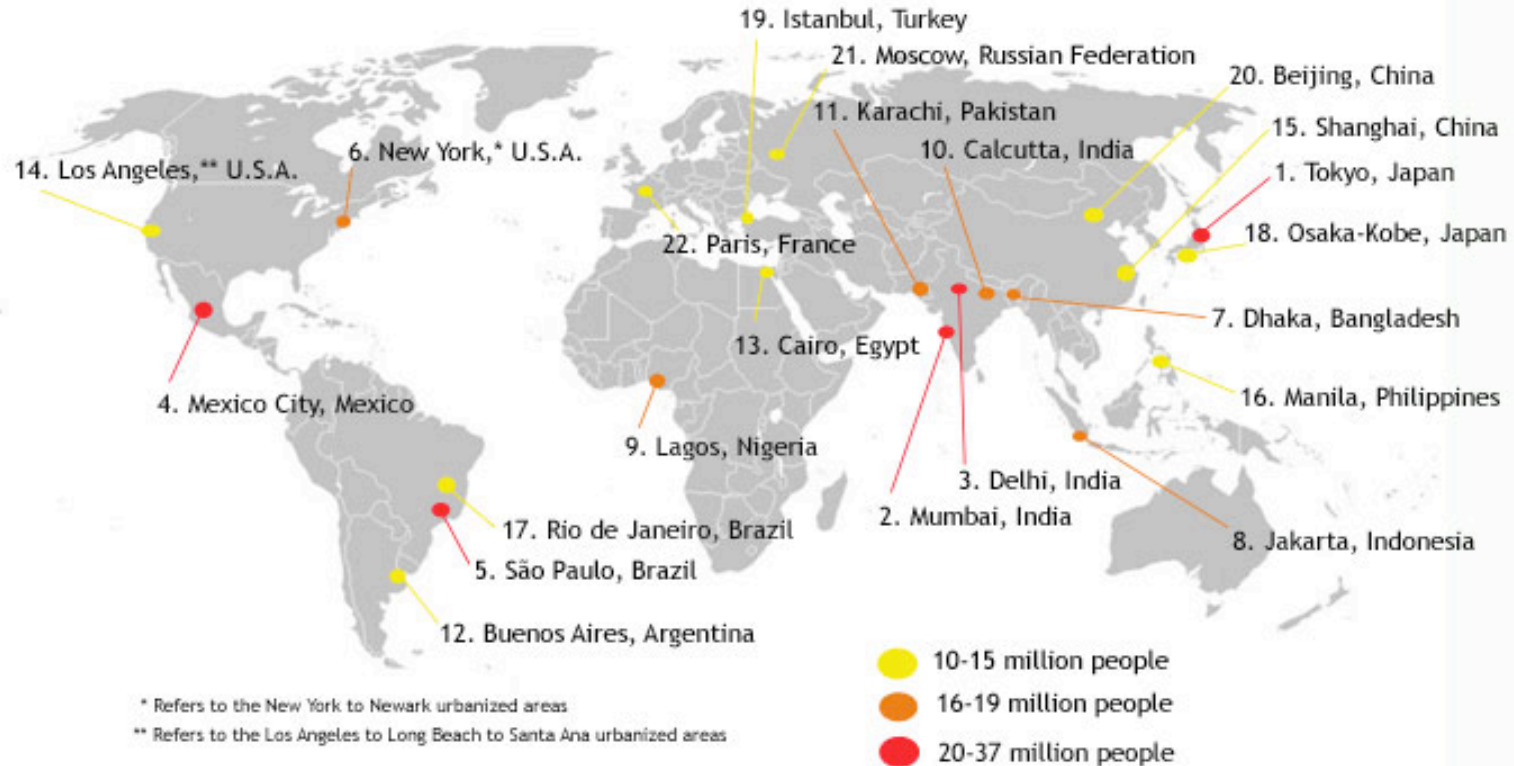 19. Istanbul, Turkey
21. Moscow, Russian Federation
20. Beijing, China
11. Karachi, Pakistan
15. Shanghai, China
6. New York,* U.S.A.
10. Calcutta, India
14. Los Angeles,** U.S.A.
1. Tokyo, Japan
18. Osaka-Kobe, Japan
22. Paris, France
7. Dhaka, Bangladesh
13. Cairo, Egypt
16. Manila, Philippines
4. Mexico City, Mexico
9. Lagos, Nigeria
3. Delhi, India
2. Mumbai, India
17. Rio de Janeiro, Brazil
8. Jakarta, Indonesia
5. São Paulo, Brazil
12. Buenos Aires, Argentina
10-15 million people
16-19 million people
20-37 million people
* Refers to the New York to Newark urbanized areas
** Refers to the Los Angeles to Long Beach to Santa Ana urbanized areas